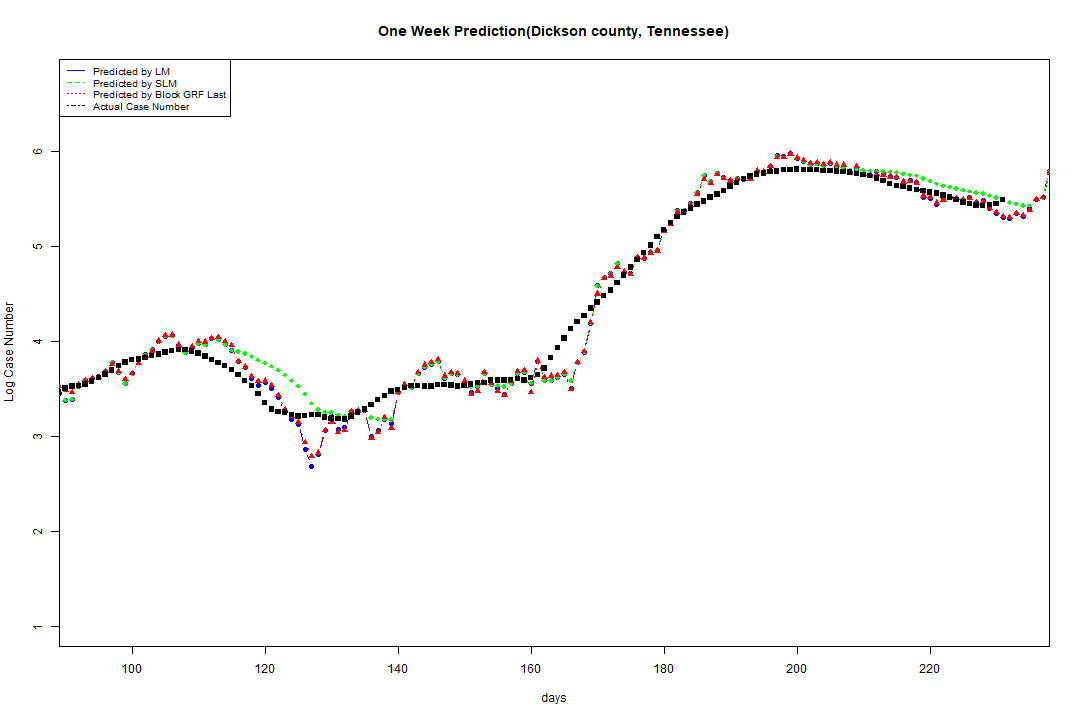 One Week Prediction(Dickson county, Tennessee)
Predicted by LM
Predicted by SLM
Predicted by Block GRF Last
Actual Case Number
Log Case Number
6
5
4
3
2
1
100 120 140 160 180 200 220
days